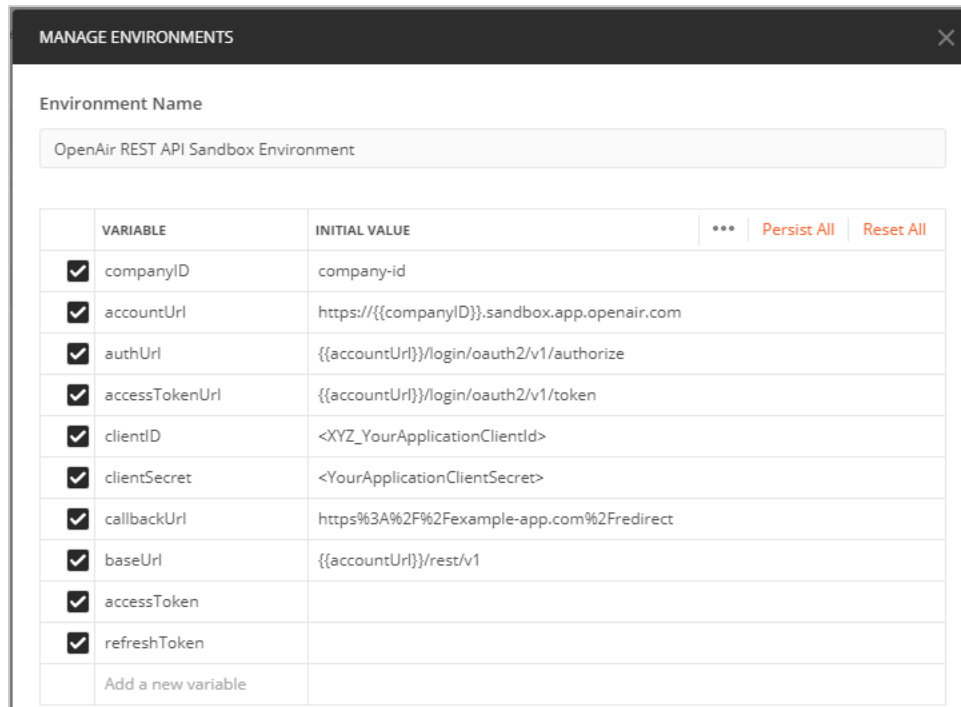 MANAGE ENVIRONMENTS
Environment Name
OpenAir REST API Sandbox Environment
VARIABLE INITIAL VALUE ••• Persist All Reset All
companyID company-id
accountUrl https://{{companyID}}.sandbox.app.openair.com
authUrl {{accountUrl}}/login/oauth2/v1/authorize
accessTokenUrl {{accountUrl}}/login/oauth2/v1/token
clientID <XYZ_YourApplicationClientId>
clientSecret <YourApplicationClientSecret>
callbackUrl https%3A%2F%2Fexample-app.com%2Fredirect
baseUrl {{accountUrl}}/rest/v1
accessToken
refreshToken
Add a new variable